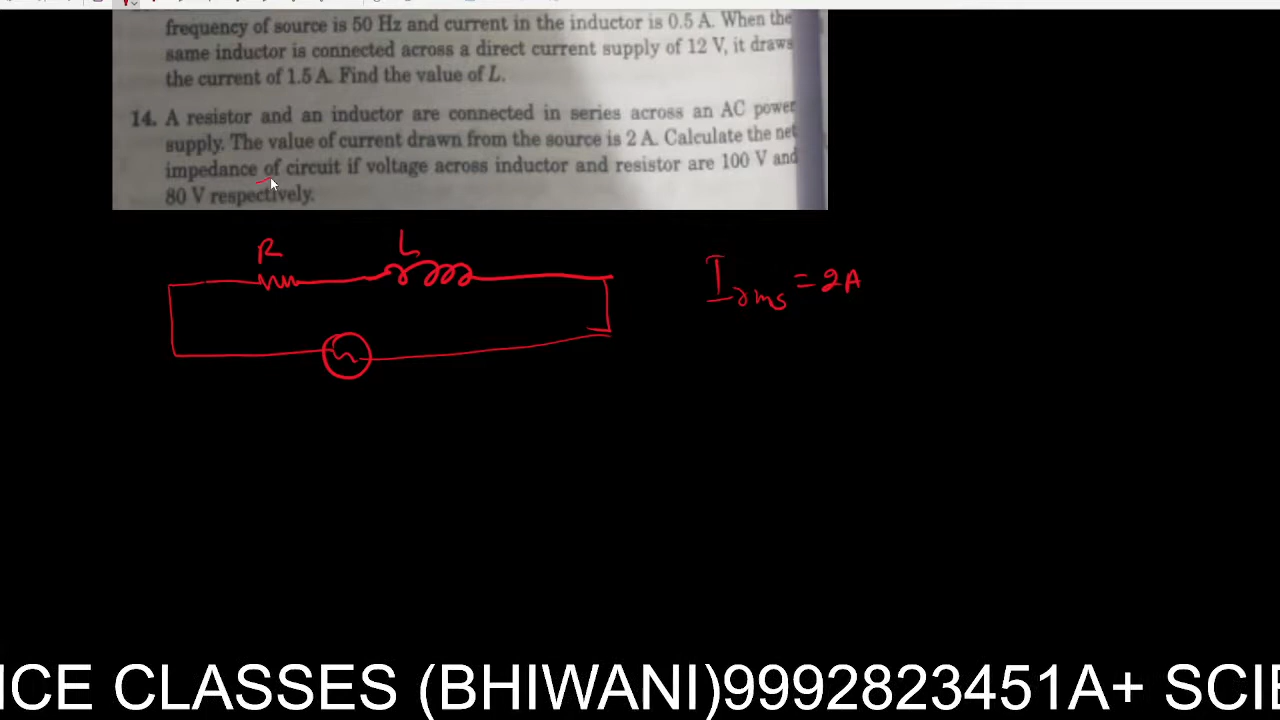 frequency of source is 50 Hz and current in the inductor is 0.5 A. When the
same inductor is connected across a direct current supply of 12 V, it draws
the current of 1.5 A. Find the value of L.
14. A resistor and an inductor are connected in series across an AC power
supply. The value of current drawn from the source is 2 A. Calculate the net
impedance of circuit if voltage across inductor and resistor are 100 V and
80 V respectively.
R
L
I rms = 2A
NCE CLASSES (BHIWANI)9992823451A+ SCIE